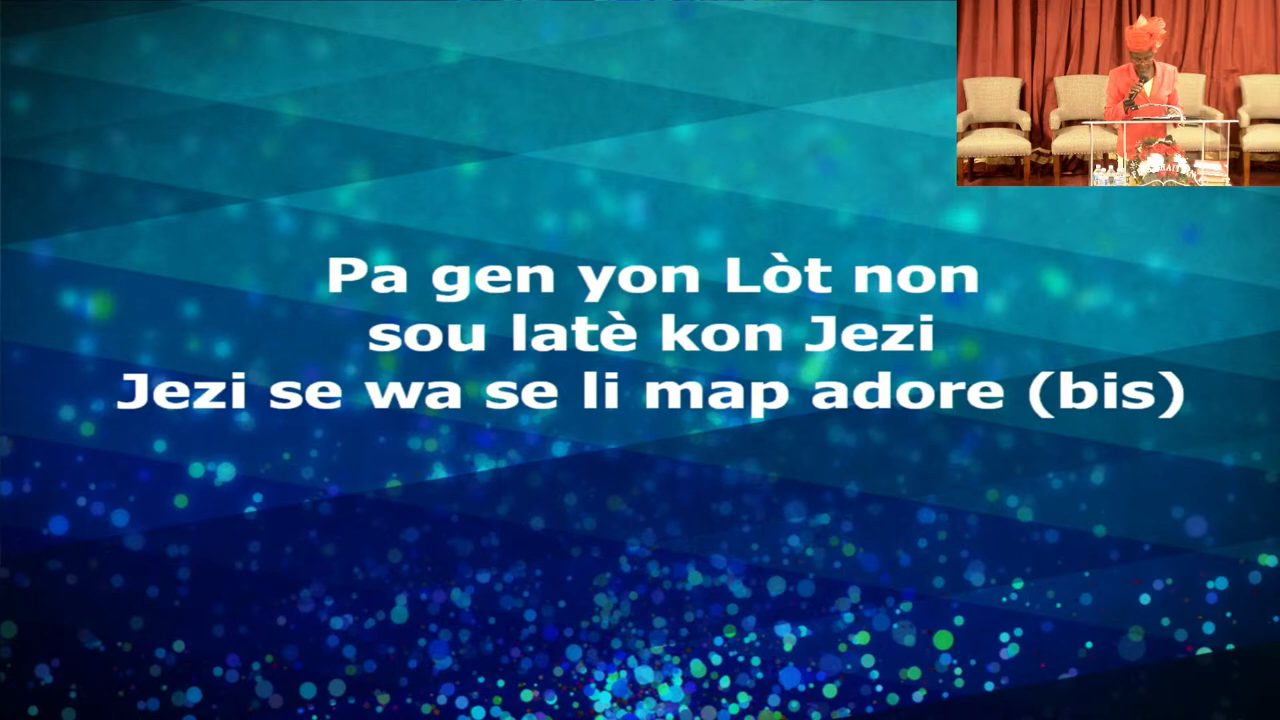 Pa gen yon Lòt non
sou latè kon Jezi
Jezi se wa se li map adore (bis)